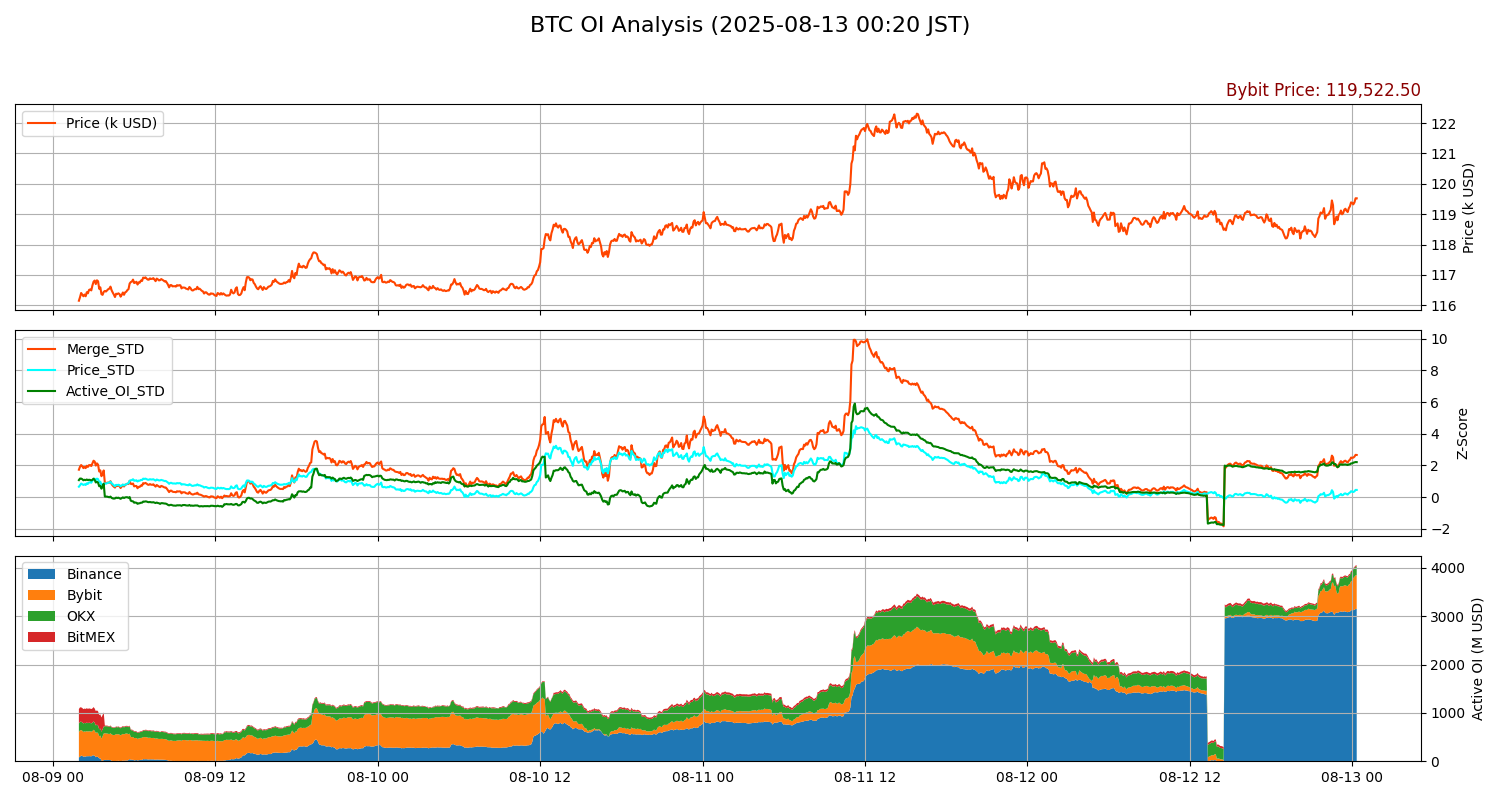 BTC OI Analysis (2025-08-13 00:20 JST)
Bybit Price: 119,522.50
Price (k USD)
122
121
120
119
118
117
116
Price (k USD)
Merge_STD
Price_STD
Active_OI_STD
10
8
6
4
2
0
−2
Z-Score
Binance
Bybit
OKX
BitMEX
4000
3000
2000
1000
0
Active OI (M USD)
08-09 00
08-09 12
08-10 00
08-10 12
08-11 00
08-11 12
08-12 00
08-12 12
08-13 00